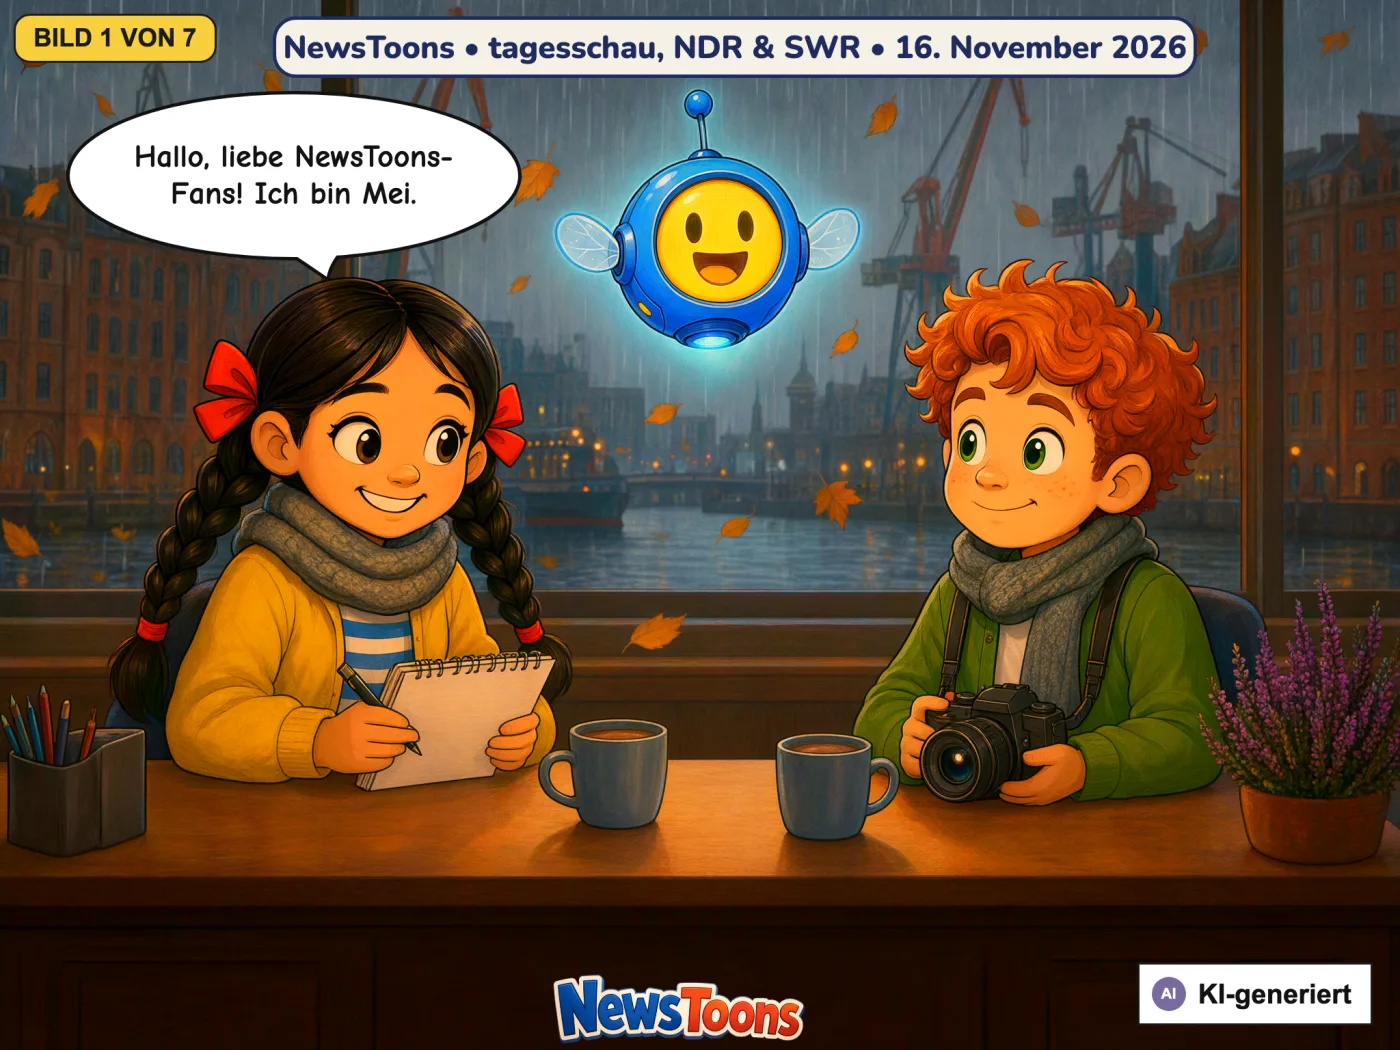 BILD 1 VON 7
NewsToons • tagesschau, NDR & SWR • 16. November 2026
Hallo, liebe NewsToons-
Fans! Ich bin Mei.
NewsToons
AI KI-generiert